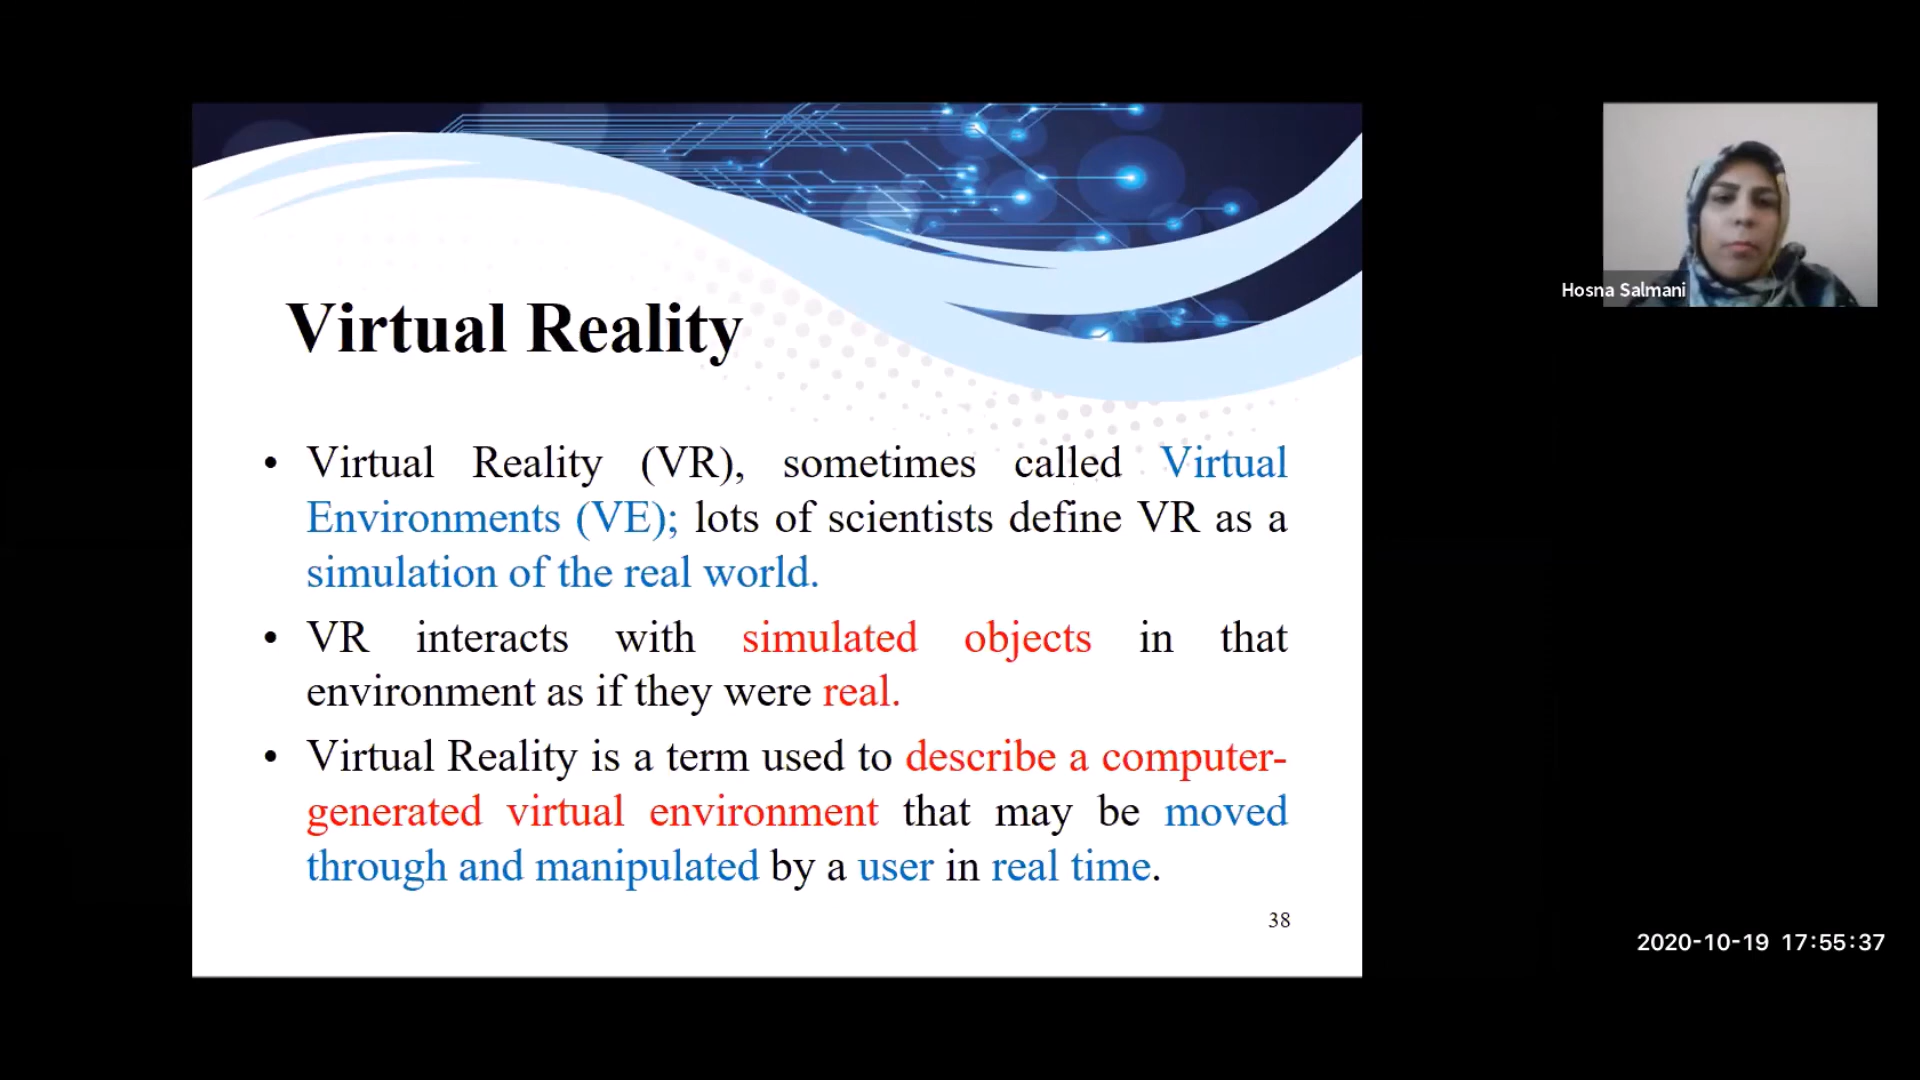 Virtual Reality
• Virtual Reality (VR), sometimes called Virtual
Environments (VE); lots of scientists define VR as a
simulation of the real world.
• VR interacts with simulated objects in that
environment as if they were real.
• Virtual Reality is a term used to describe a computer-
generated virtual environment that may be moved
through and manipulated by a user in real time.
38
Hosna Salmani
2020-10-19 17:55:37